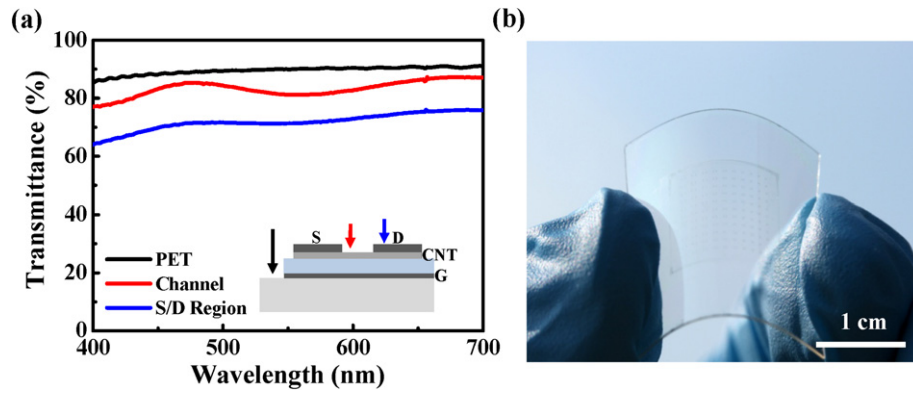 (a)
100
80
60
40
20
0
Transmittance (%)
PET
Channel
S/D Region
S
D
CNT
G
400
500
600
700
Wavelength (nm)
(b)
1 cm